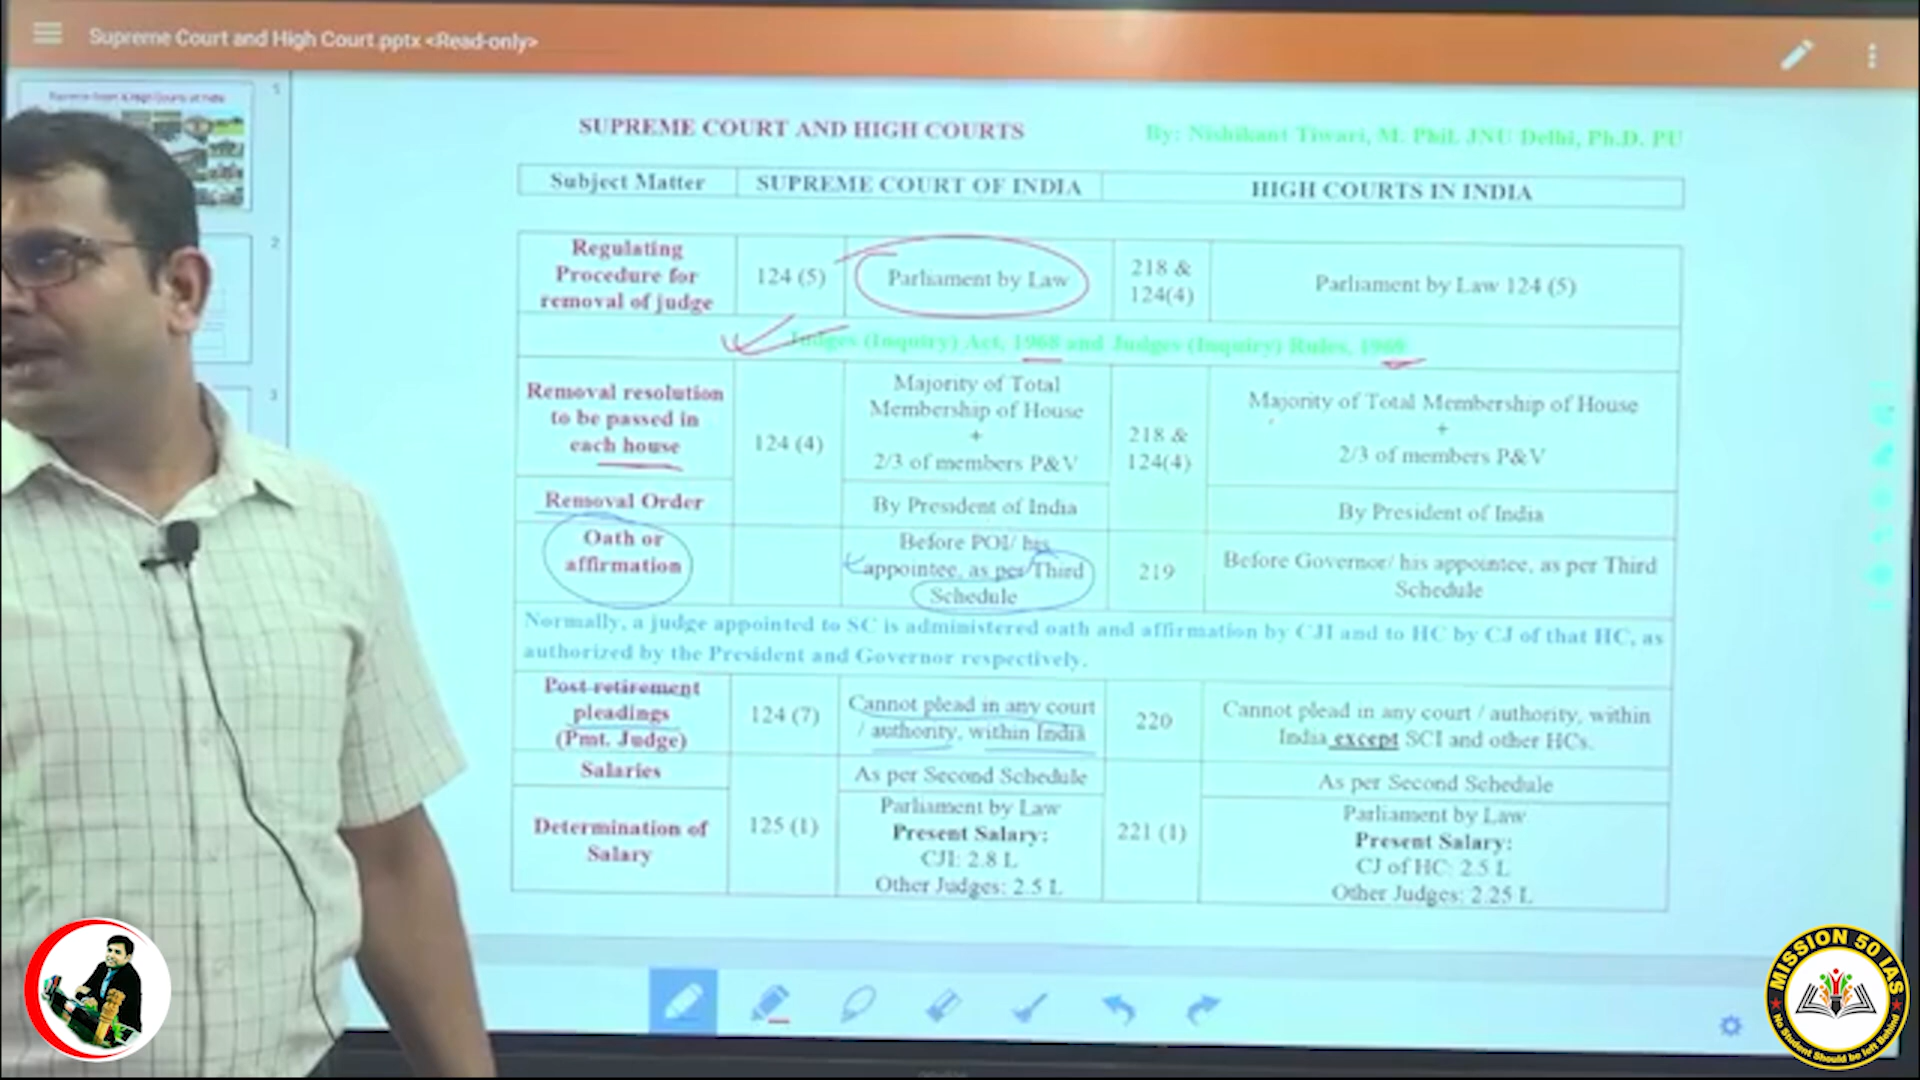 Supreme Court and High Court.pptx <Read-only>
1
2
3
SUPREME COURT AND HIGH COURTS
By: Nishikant Tiwari, M. Phil. JNU Delhi, Ph.D. PU
Subject Matter
SUPREME COURT OF INDIA
HIGH COURTS IN INDIA
Regulating
Procedure for
removal of judge
124 (5)
Parliament by Law
218 &
124(4)
Parliament by Law 124 (5)
Judges (Inquiry) Act, 1968 and Judges (Inquiry) Rules,
Removal resolution
to be passed in
each house
124 (4)
Majority of Total
Membership of House
+
2/3 of members P&V
218 &
124(4)
Majority of Total Membership of House
+
2/3 of members P&V
Removal Order
By President of India
By President of India
Oath or
affirmation
Before POI/ his
appointee, as per Third
Schedule
219
Before Governor/ his appointee, as per Third
Schedule
Normally, a judge appointed to SC is administered oath and affirmation by CJI and to HC by CJ of that HC, as
authorized by the President and Governor respectively.
Post retirement
pleadings
(Pmt. Judge)
124 (7)
Cannot plead in any court
/ authority, within India
220
Cannot plead in any court / authority, within
India except SCI and other HCs.
Salaries
As per Second Schedule
As per Second Schedule
Determination of
Salary
125 (1)
Parliament by Law
Present Salary:
CJI: 2.8 L
Other Judges: 2.5 L
221 (1)
Parliament by Law
Present Salary:
CJ of HC: 2.5 L
Other Judges: 2.25 L
MISSION 50 IAS
No Student Should be left Behind